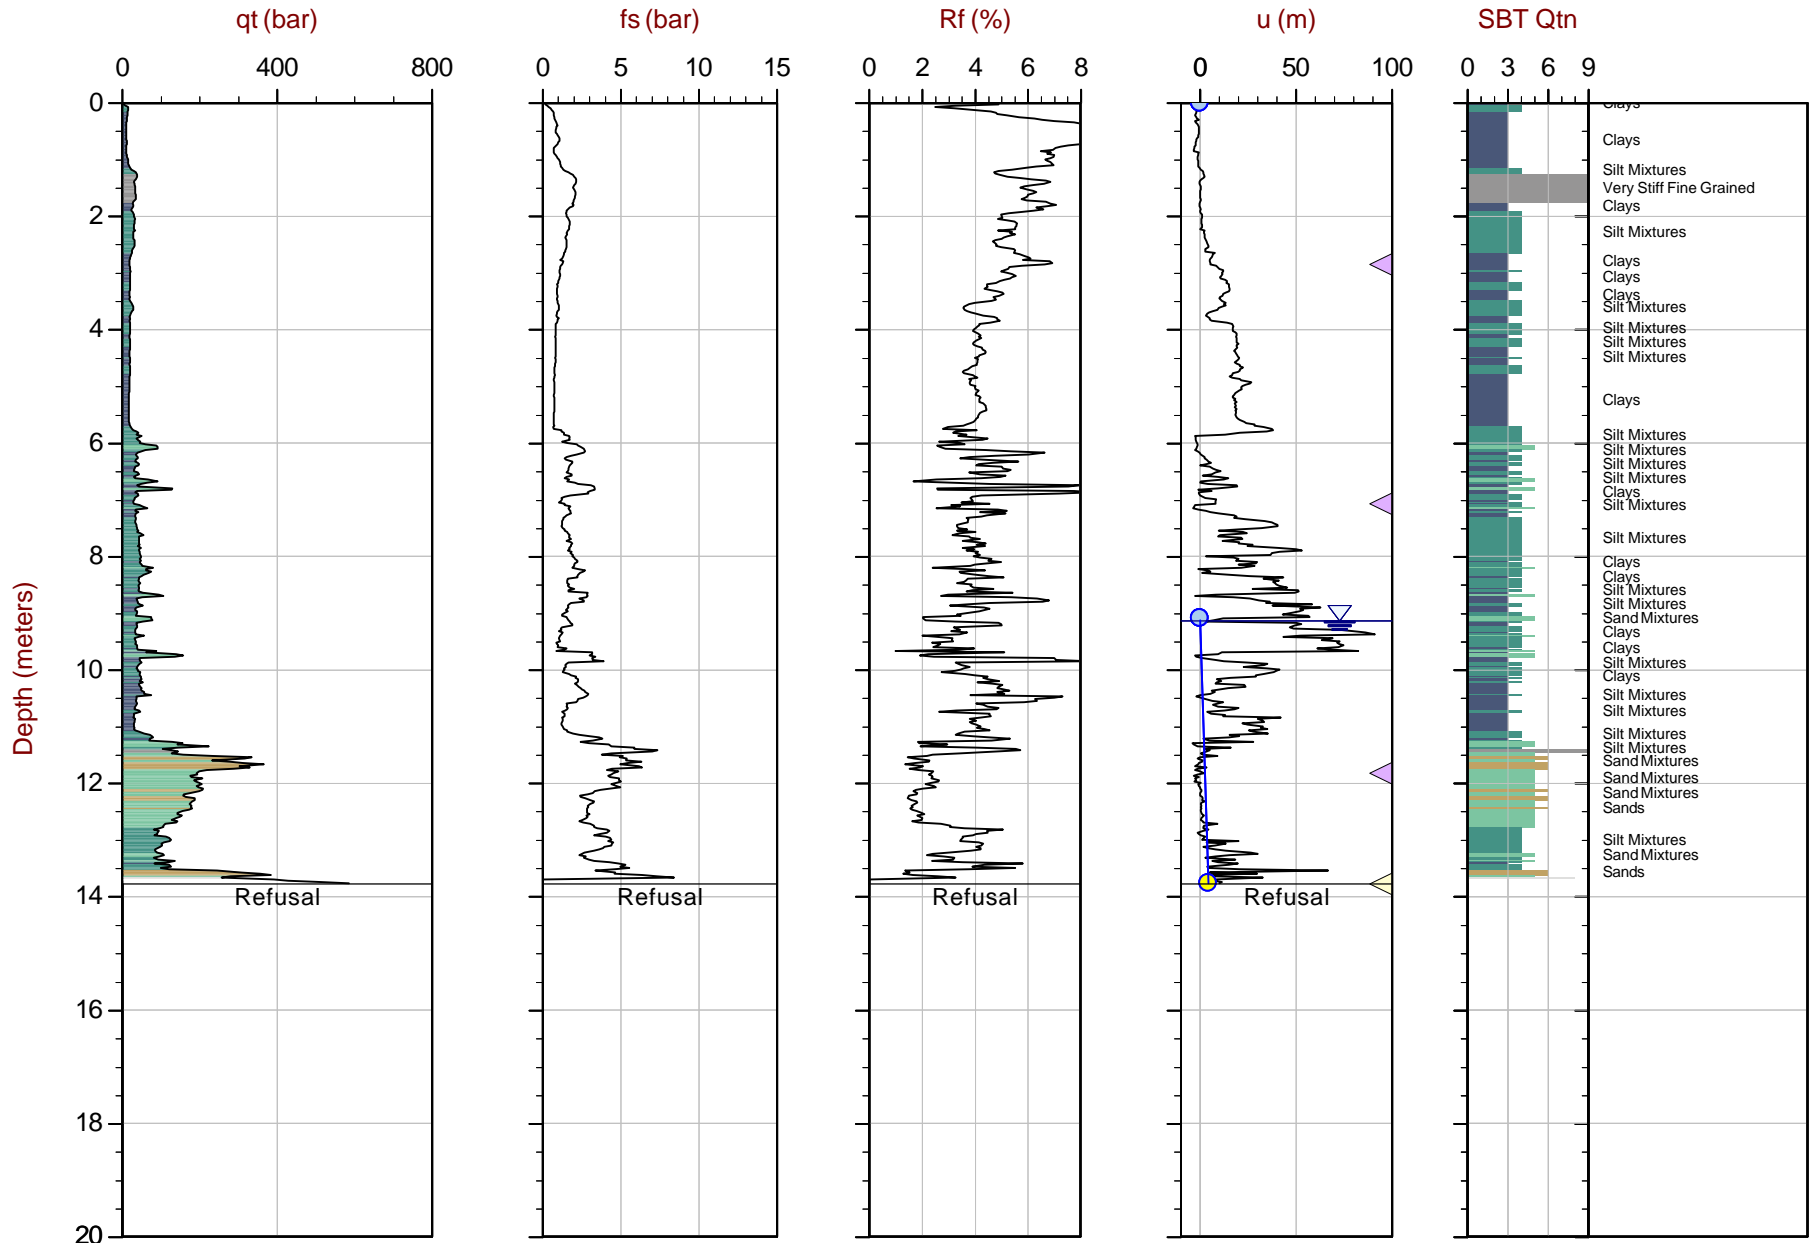 qt (bar) fs (bar) Rf (%) u (m) SBT Qtn
0 400 800 0 5 10 15 0 2 4 6 8 0 50 100 0 3 6 9
0
2
4
6
8
10
12
14
16
18
20
Depth (meters)
Refusal Refusal Refusal Refusal
Clays
Clays
Silt Mixtures
Very Stiff Fine Grained
Clays
Silt Mixtures
Clays
Clays
Clays
Silt Mixtures
Silt Mixtures
Silt Mixtures
Silt Mixtures
Clays
Silt Mixtures
Silt Mixtures
Silt Mixtures
Silt Mixtures
Clays
Silt Mixtures
Silt Mixtures
Clays
Clays
Silt Mixtures
Silt Mixtures
Sand Mixtures
Clays
Clays
Silt Mixtures
Clays
Silt Mixtures
Silt Mixtures
Silt Mixtures
Silt Mixtures
Sand Mixtures
Sand Mixtures
Sand Mixtures
Sands
Silt Mixtures
Sand Mixtures
Sands